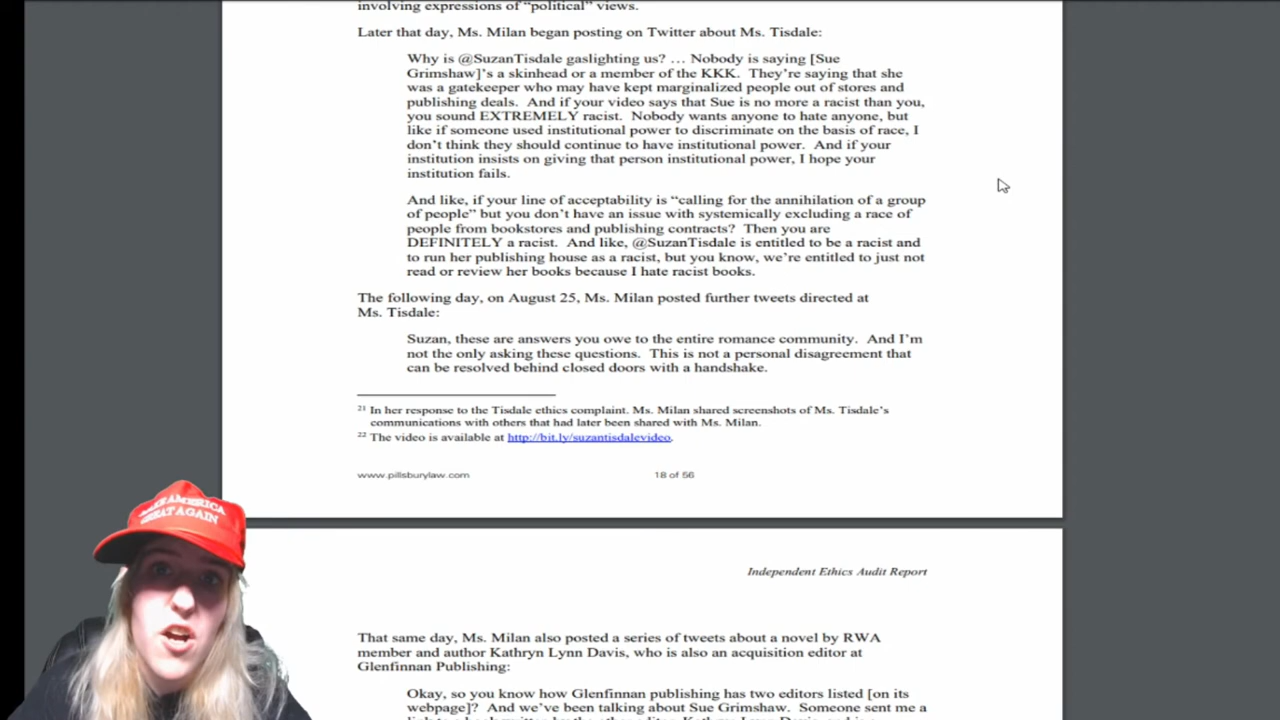 involving expressions of “political” views.
Later that day, Ms. Milan began posting on Twitter about Ms. Tisdale:
Why is @SuzanTisdale gaslighting us? … Nobody is saying [Sue
Grimshaw]’s a skinhead or a member of the KKK. They’re saying that she
was a gatekeeper who may have kept marginalized people out of stores and
publishing deals. And if your video says that Sue is no more a racist than you,
you sound EXTREMELY racist. Nobody wants anyone to hate anyone, but
like if someone used institutional power to discriminate on the basis of race, I
don’t think they should continue to have institutional power. And if your
institution insists on giving that person institutional power, I hope your
institution fails.
And like, if your line of acceptability is “calling for the annihilation of a group
of people” but you don’t have an issue with systemically excluding a race of
people from bookstores and publishing contracts? Then you are
DEFINITELY a racist. And like, @SuzanTisdale is entitled to be a racist and
to run her publishing house as a racist, but you know, we’re entitled to just not
read or review her books because I hate racist books.
The following day, on August 25, Ms. Milan posted further tweets directed at
Ms. Tisdale:
Suzan, these are answers you owe to the entire romance community. And I’m
not the only asking these questions. This is not a personal disagreement that
can be resolved behind closed doors with a handshake.
21 In her response to the Tisdale ethics complaint. Ms. Milan shared screenshots of Ms. Tisdale’s
communications with others that had later been shared with Ms. Milan.
22 The video is available at http://bit.ly/suzantisdalevideo.
www.pillsburylaw.com 18 of 56
Independent Ethics Audit Report
That same day, Ms. Milan also posted a series of tweets about a novel by RWA
member and author Kathryn Lynn Davis, who is also an acquisition editor at
Glenfinnan Publishing:
Okay, so you know how Glenfinnan publishing has two editors listed [on its
webpage]? And we’ve been talking about Sue Grimshaw. Someone sent me a
MAKE AMERICA
GREAT AGAIN